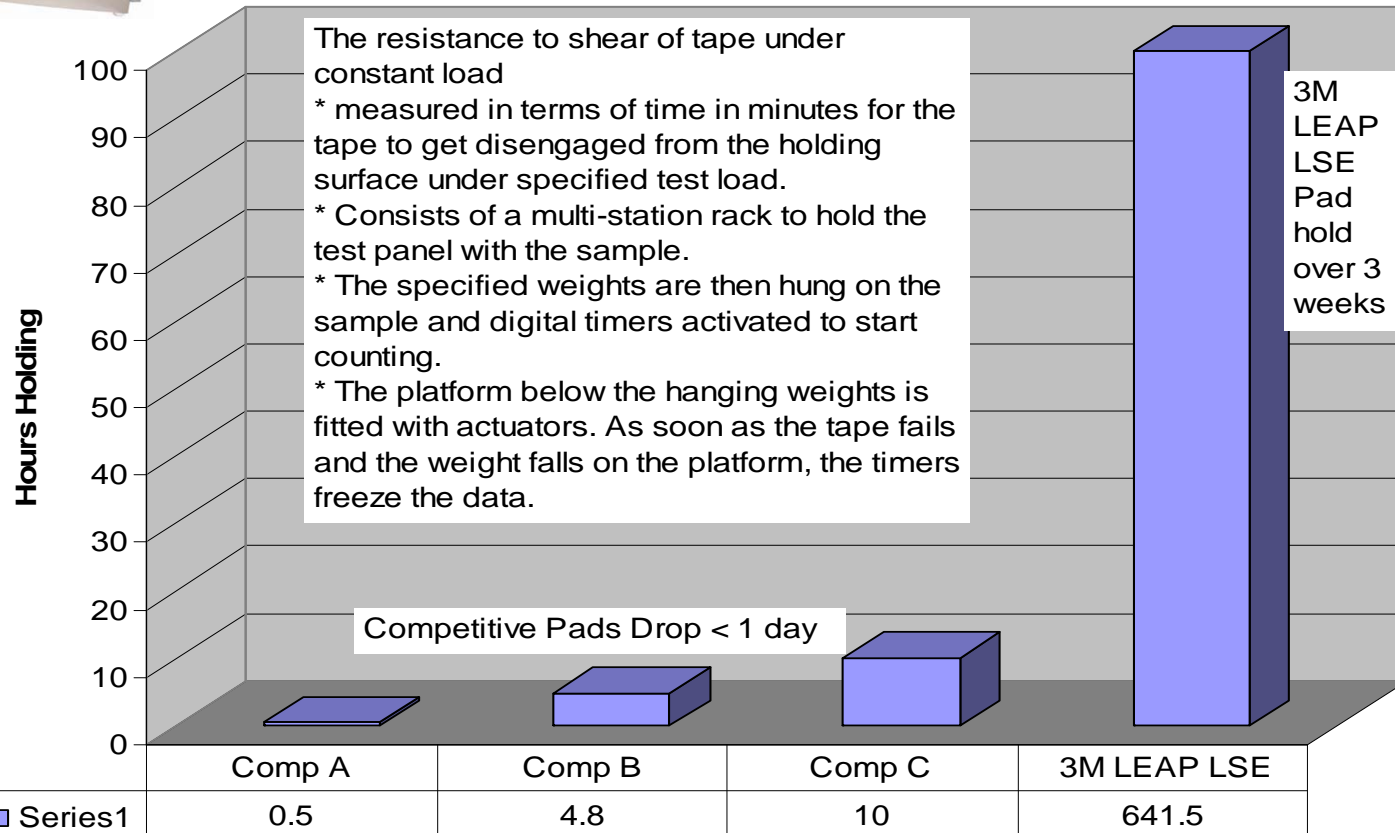 The resistance to shear of tape under
constant load
* measured in terms of time in minutes for the
tape to get disengaged from the holding
surface under specified test load.
* Consists of a multi-station rack to hold the
test panel with the sample.
* The specified weights are then hung on the
sample and digital timers activated to start
counting.
* The platform below the hanging weights is
fitted with actuators. As soon as the tape fails
and the weight falls on the platform, the timers
freeze the data.
3M
LEAP
LSE
Pad
hold
over 3
weeks
Competitive Pads Drop < 1 day
Hours Holding
100
90
80
70
60
50
40
30
20
10
0
Comp A Comp B Comp C 3M LEAP LSE
Series1 0.5 4.8 10 641.5